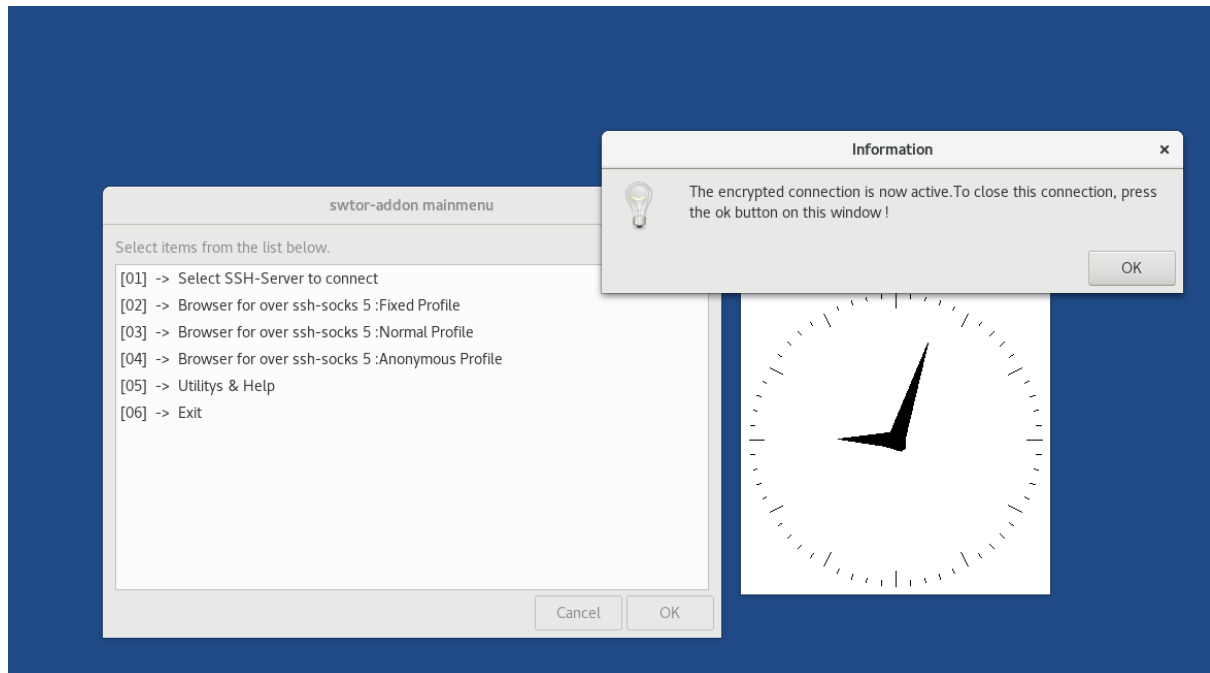 Information
The encrypted connection is now active.To close this connection, press
the ok button on this window !
OK
swtor-addon mainmenu
Select items from the list below.
[01] -> Select SSH-Server to connect
[02] -> Browser for over ssh-socks 5 :Fixed Profile
[03] -> Browser for over ssh-socks 5 :Normal Profile
[04] -> Browser for over ssh-socks 5 :Anonymous Profile
[05] -> Utilitys & Help
[06] -> Exit
Cancel OK